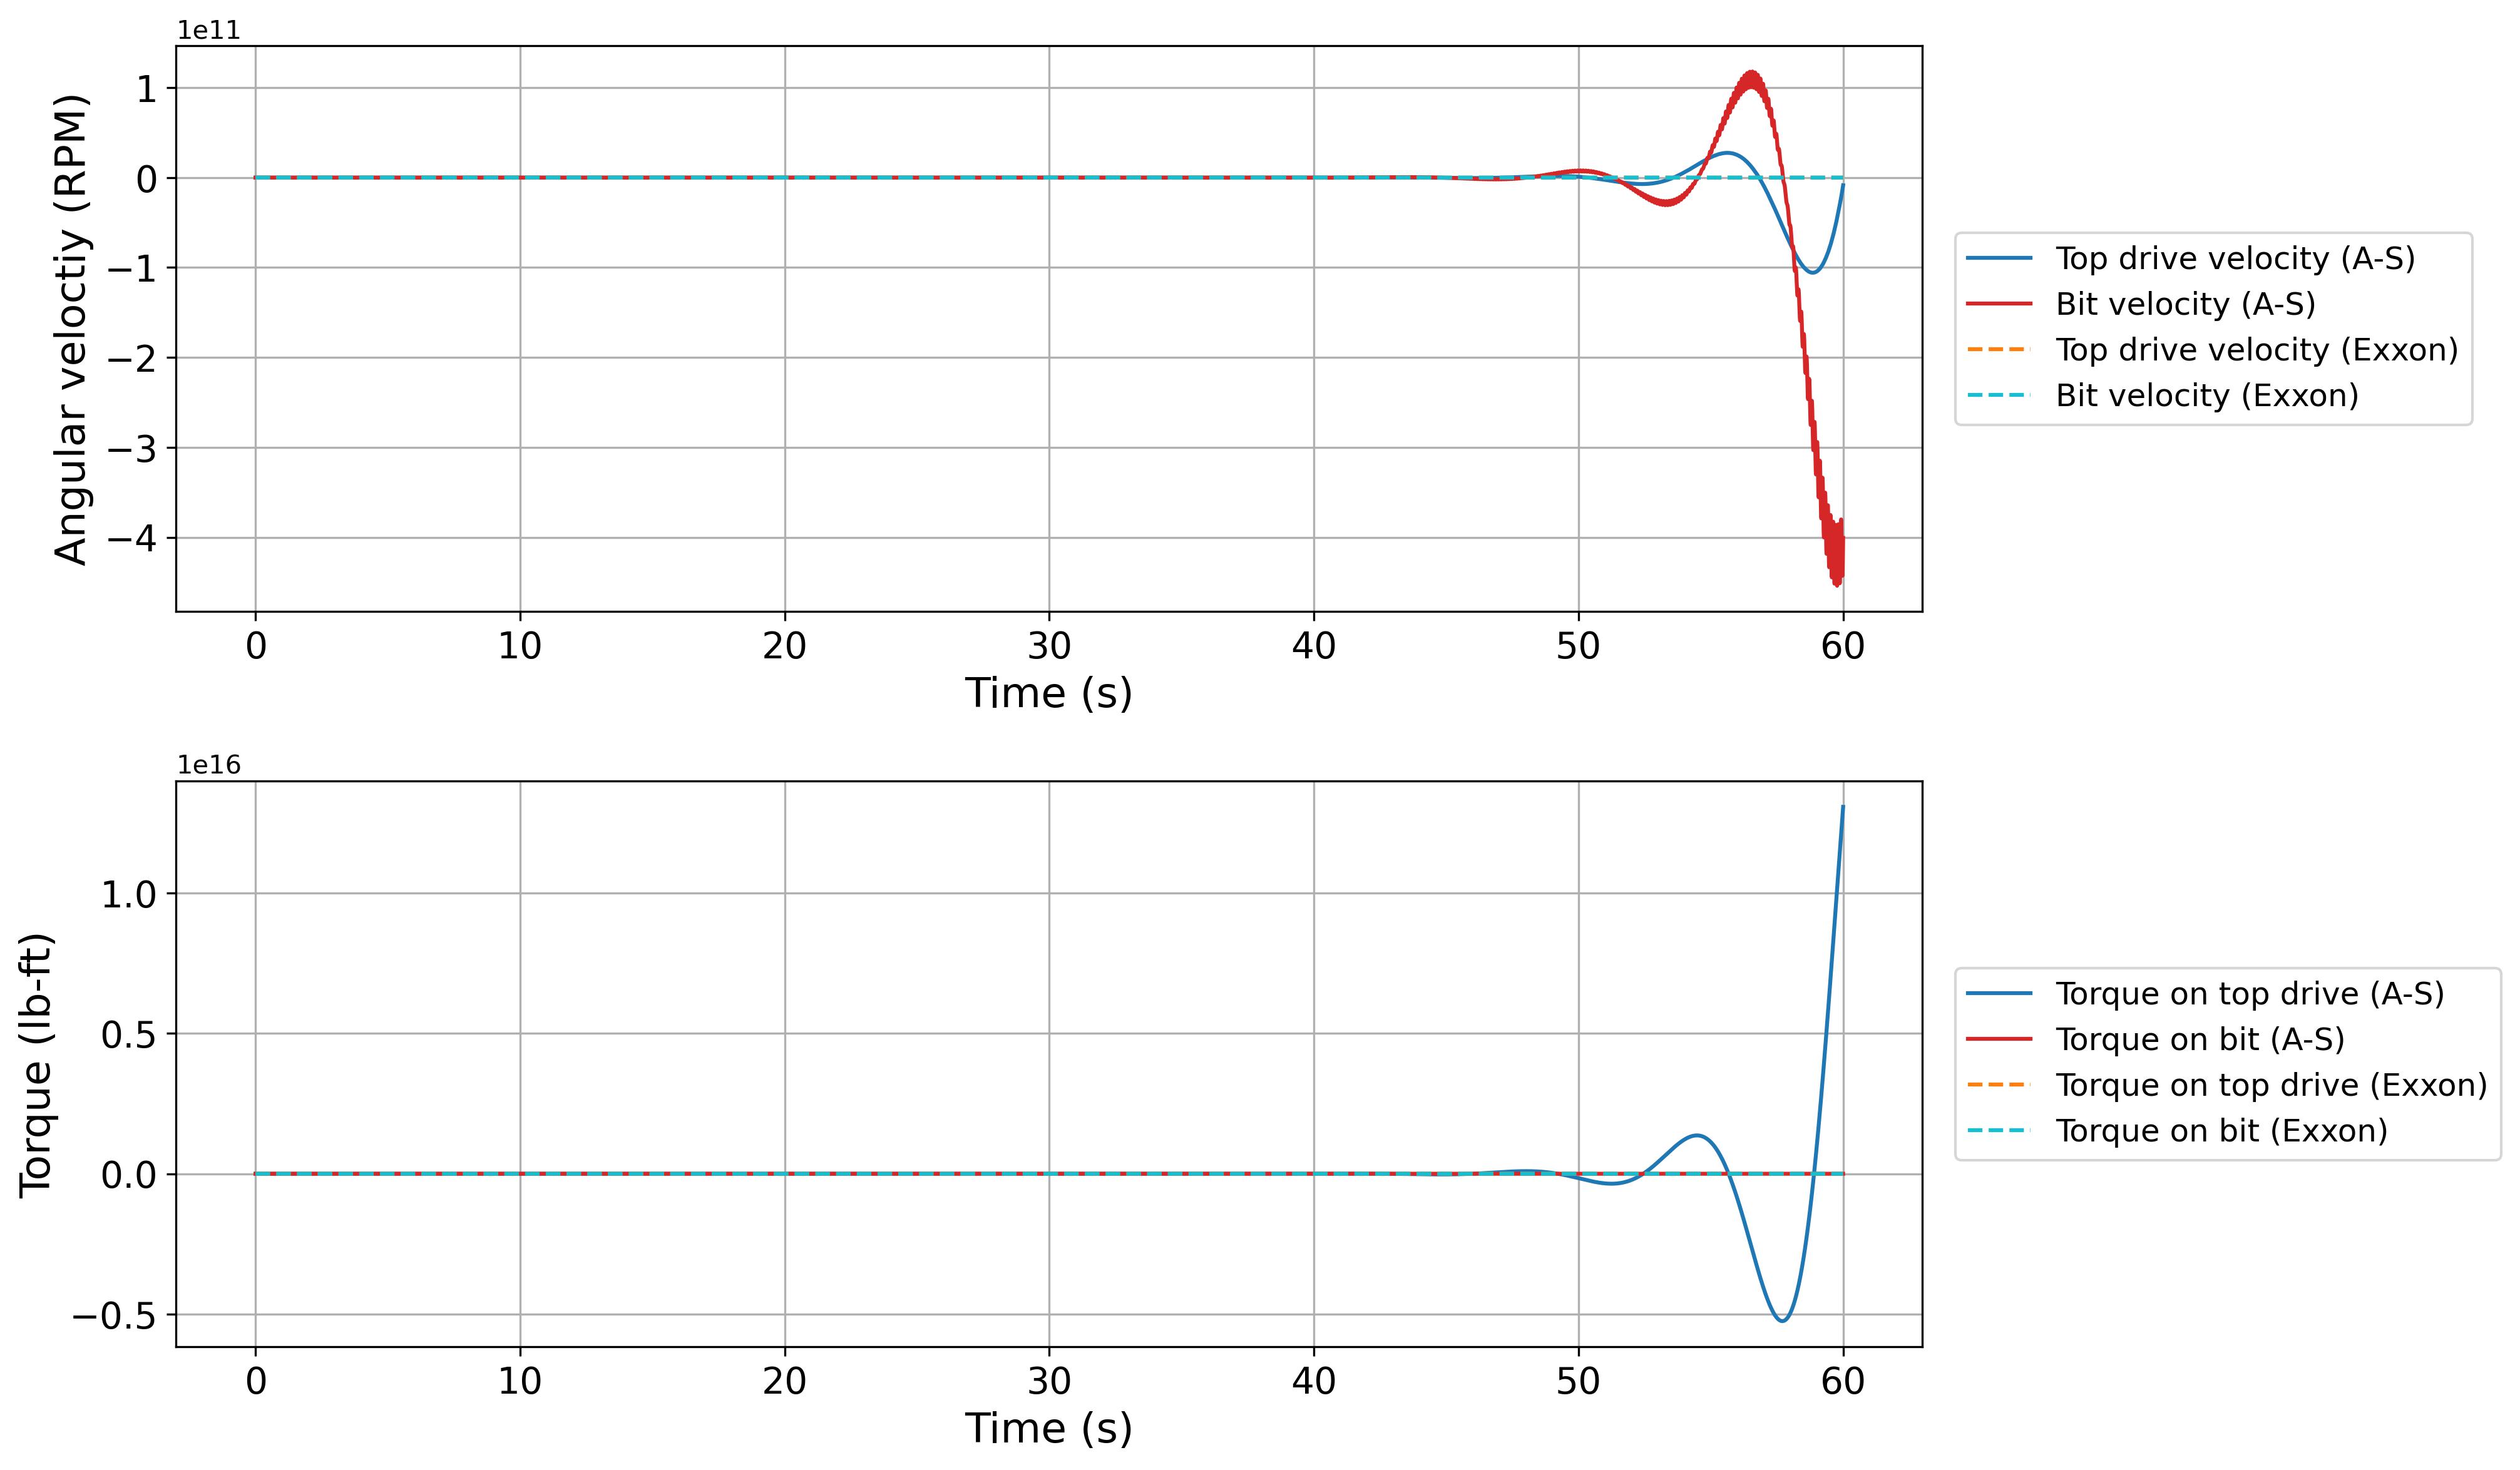 1e11
Angular veloctiy (RPM)
1
0
−1
−2
−3
−4
0 10 20 30 40 50 60
Time (s)
Top drive velocity (A-S)
Bit velocity (A-S)
Top drive velocity (Exxon)
Bit velocity (Exxon)
1e16
Torque (lb-ft)
1.0
0.5
0.0
−0.5
0 10 20 30 40 50 60
Time (s)
Torque on top drive (A-S)
Torque on bit (A-S)
Torque on top drive (Exxon)
Torque on bit (Exxon)